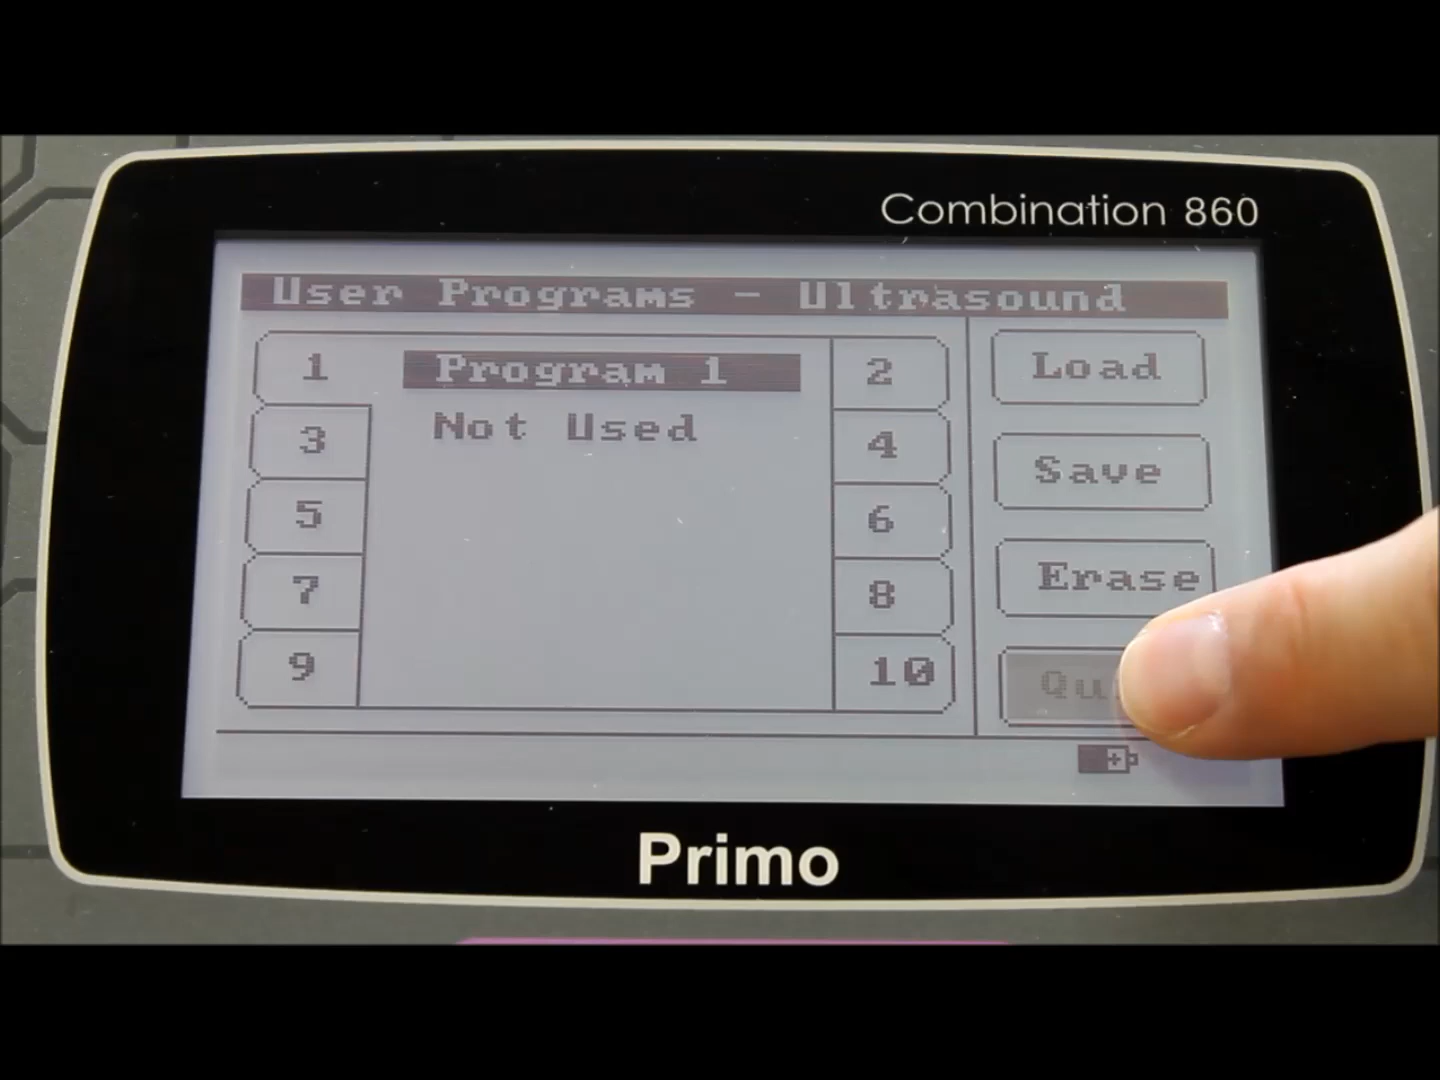 Combination 860
User Programs - Ultrasound
1 Program 1 2 Load
3 Not Used 4 Save
5 6 Erase
7 8
9 10
Primo